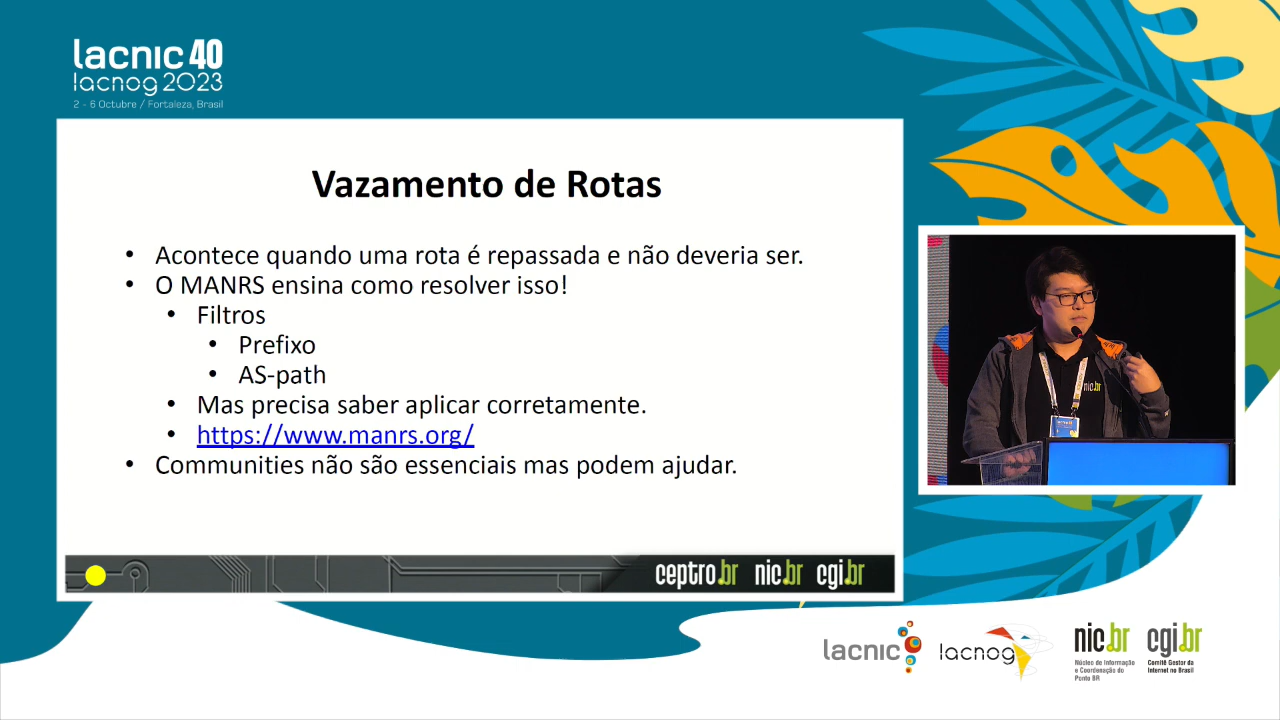 lacnic 40
lacnog 2023
2 - 6 Octubre / Fortaleza, Brasil
Vazamento de Rotas
• Acontece quando uma rota é repassada e não deveria ser.
• O MANRS ensina como resolver isso!
• Filtros
• Prefixo
• AS-path
• Mas precisa saber aplicar corretamente.
• https://www.manrs.org/
• Communities não são essenciais mas podem ajudar.
ceptro.br nic.br cgi.br
nic.br
lacnic
lacnog
nic.br
Núcleo de Informação
e Coordenação do
Ponto BR
cgi.br
Comitê Gestor da
Internet no Brasil